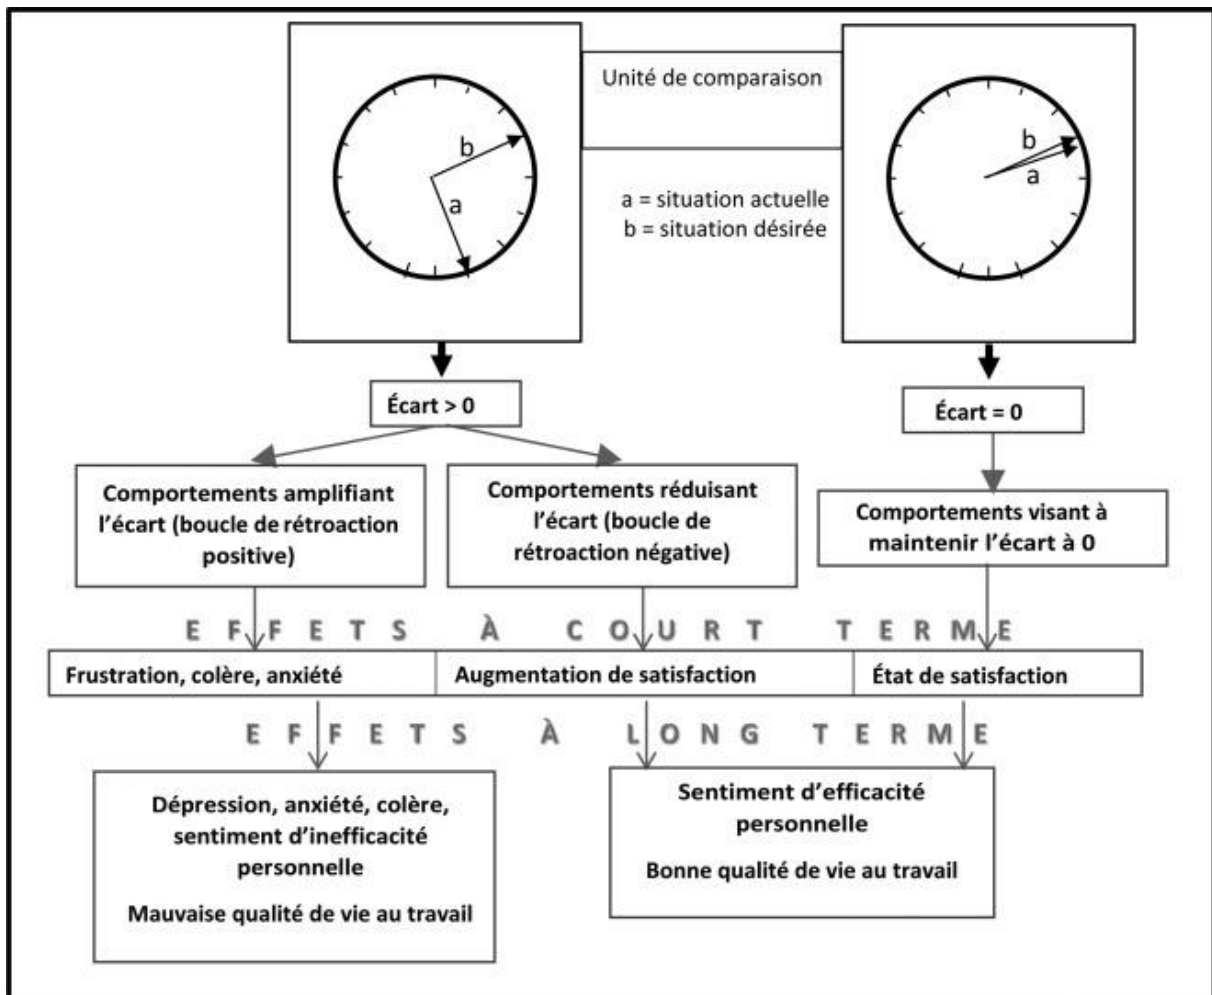 Unité de comparaison
b
a
b
a
a = situation actuelle
b = situation désirée
Écart > 0
Écart = 0
Comportements amplifiant
l'écart (boucle de rétroaction
positive)
Comportements réduisant
l'écart (boucle de
rétroaction négative)
Comportements visant à
maintenir l'écart à 0
EFFETS À COURT TERME
Frustration, colère, anxiété
Augmentation de satisfaction
État de satisfaction
EFFETS À LONG TERME
Dépression, anxiété, colère,
sentiment d'inefficacité
personnelle
Mauvaise qualité de vie au travail
Sentiment d'efficacité
personnelle
Bonne qualité de vie au travail